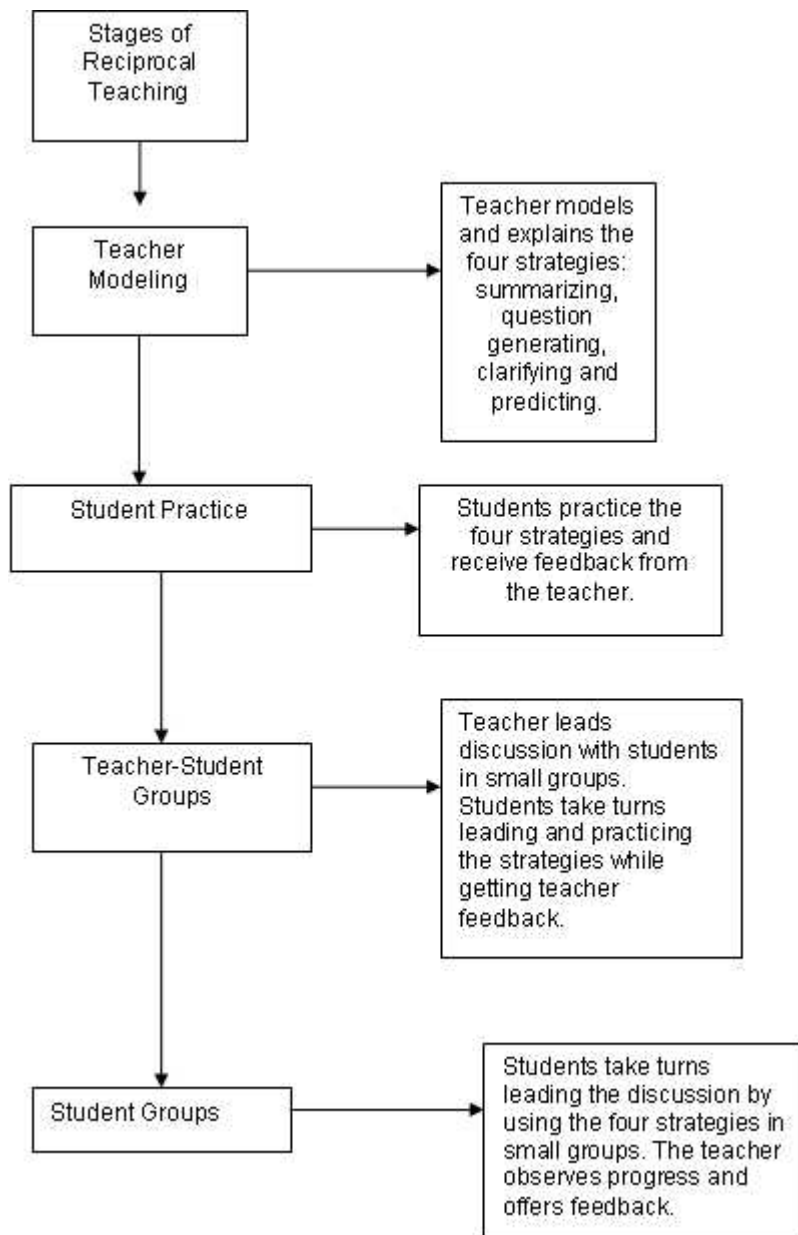 Stages of
Reciprocal
Teaching
Teacher
Modeling
Teacher models
and explains the
four strategies:
summarizing,
question
generating,
clarifying and
predicting.
Student Practice
Students practice the
four strategies and
receive feedback from
the teacher.
Teacher-Student
Groups
Teacher leads
discussion with students
in small groups.
Students take turns
leading and practicing
the strategies while
getting teacher
feedback.
Student Groups
Students take turns
leading the discussion by
using the four strategies in
small groups. The teacher
observes progress and
offers feedback.